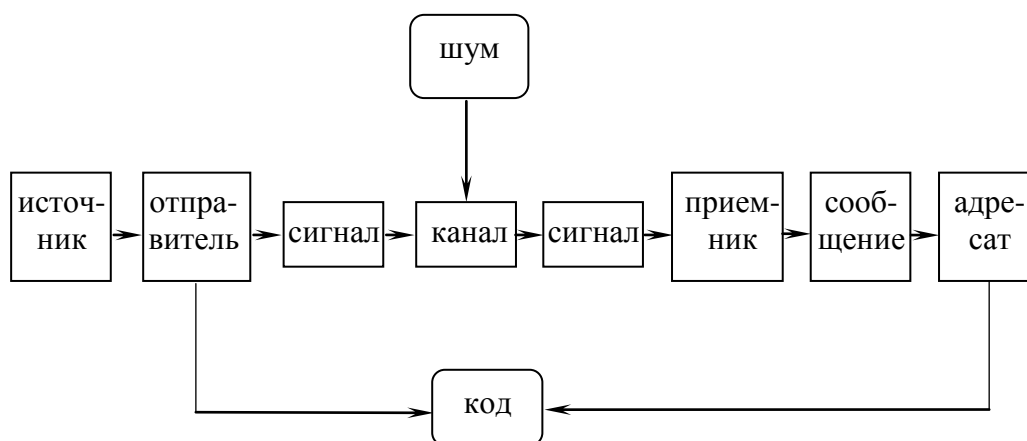 шум
источ-
ник
отпра-
витель
сигнал
канал
сигнал
прием-
ник
сооб-
щение
адре-
сат
код